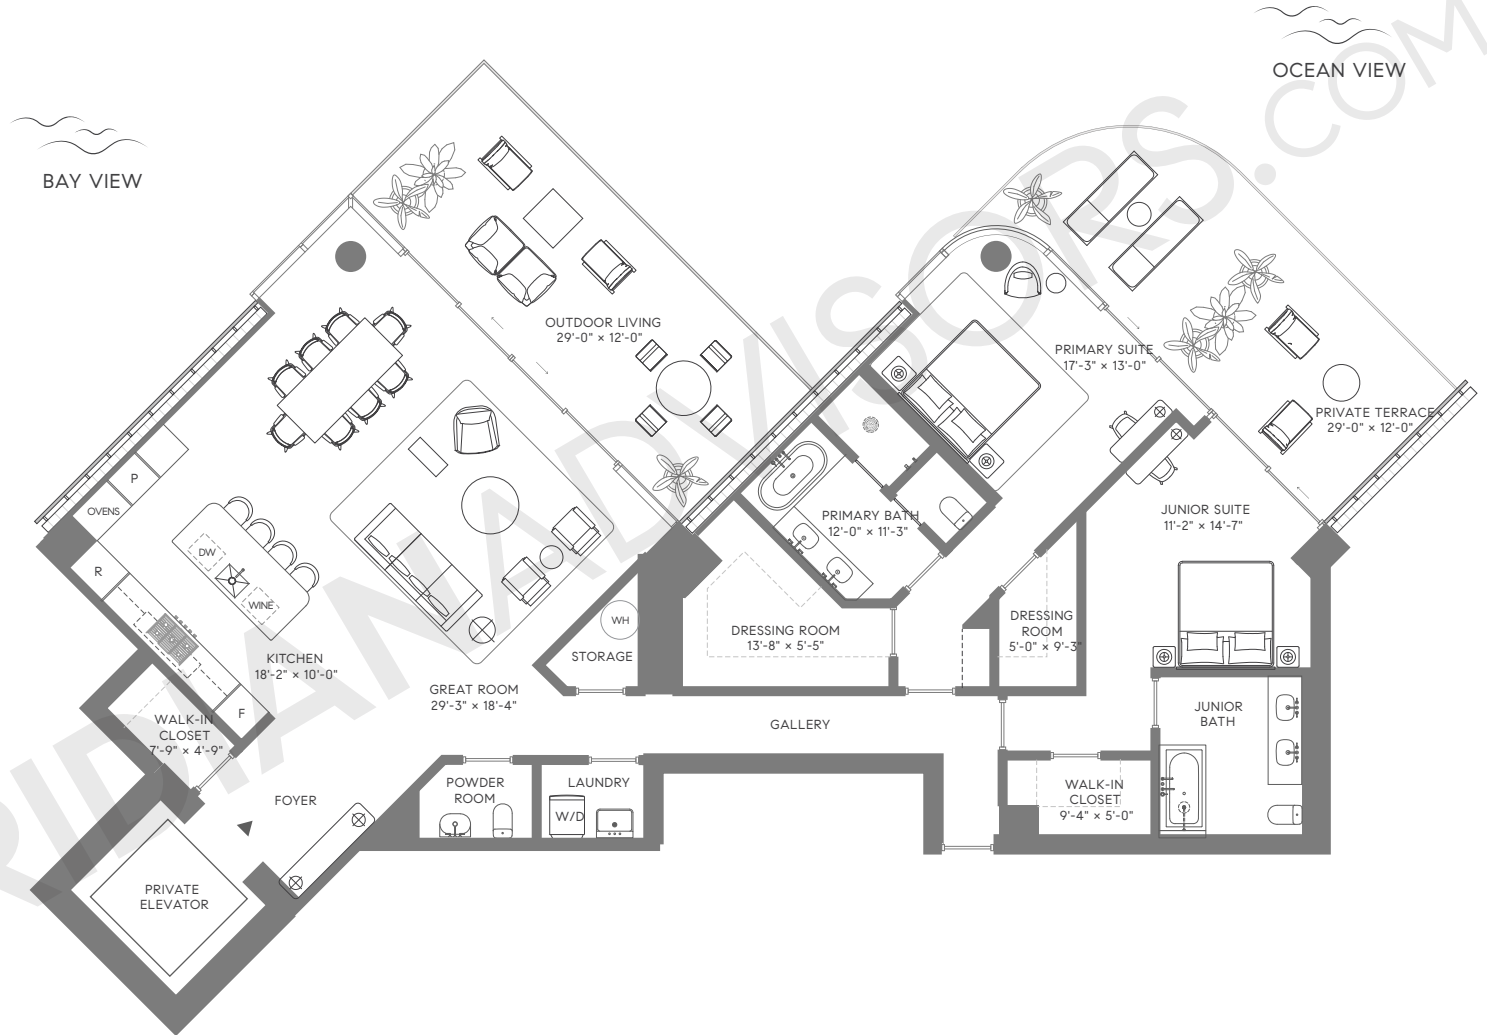 OCEAN VIEW
BAY VIEW
OUTDOOR LIVING
29'-0" × 12'-0"
PRIMARY SUITE
17'-3" × 13'-0"
PRIVATE TERRACE
29'-0" × 12'-0"
P
OVENS
DW
R
WINE
F
KITCHEN
18'-2" × 10'-0"
GREAT ROOM
29'-3" × 18'-4"
WH
STORAGE
PRIMARY BATH
12'-0" × 11'-3"
DRESSING ROOM
13'-8" × 5'-5"
DRESSING
ROOM
5'-0" × 9'-3"
JUNIOR SUITE
11'-2" × 14'-7"
JUNIOR
BATH
GALLERY
WALK-IN
CLOSET
7'-9" × 4'-9"
FOYER
POWDER
ROOM
LAUNDRY
W/D
WALK-IN
CLOSET
9'-4" × 5'-0"
PRIVATE
ELEVATOR
RIDIANADVISORS.COM